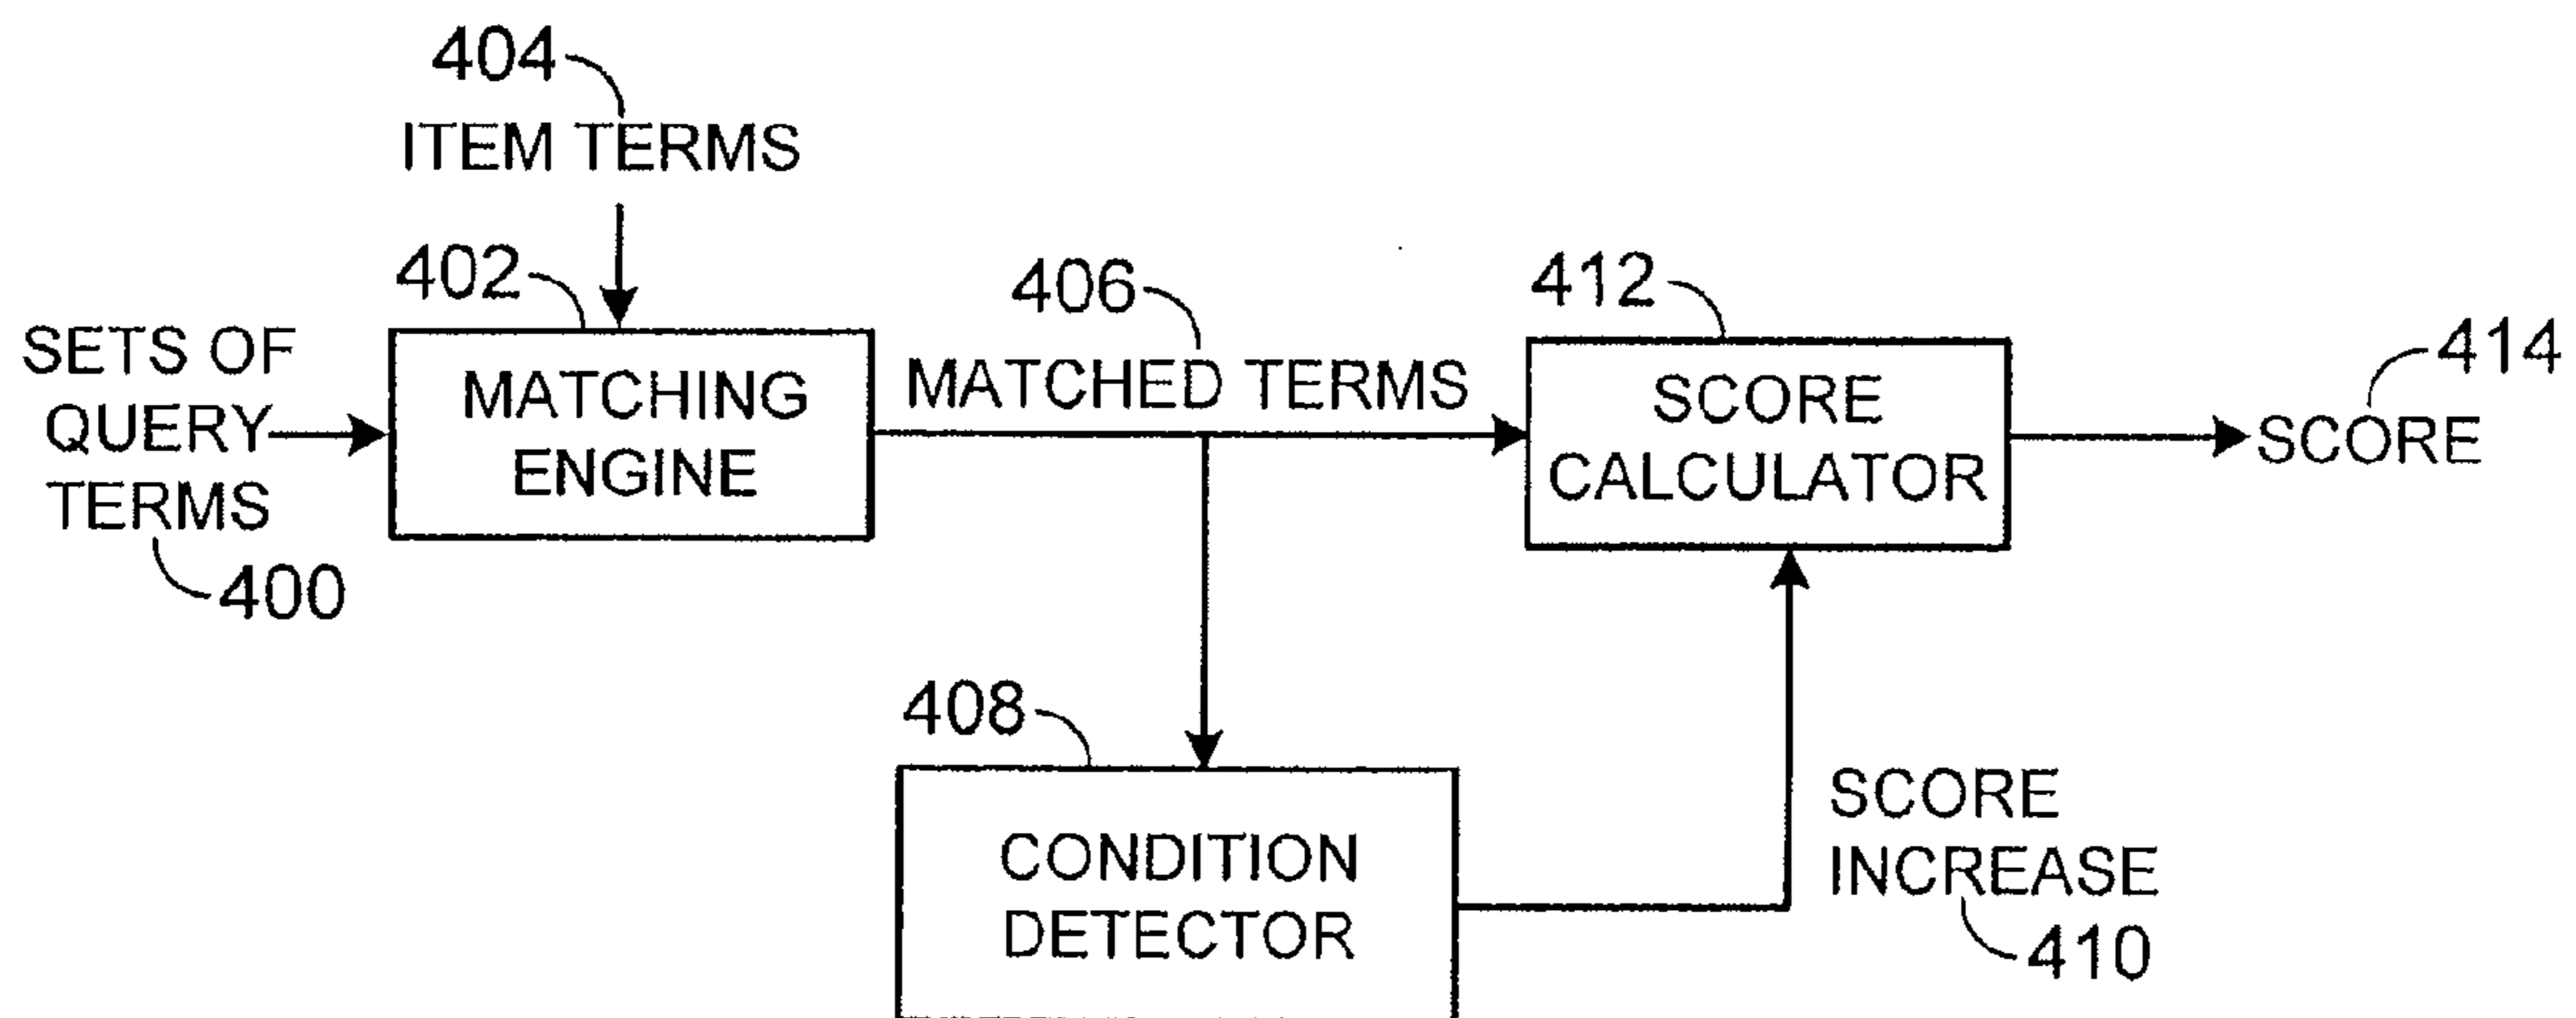 404
ITEM TERMS
402
SETS OF
QUERY
TERMS
400
MATCHING
ENGINE
406
MATCHED TERMS
412
SCORE
CALCULATOR
414
SCORE
408
CONDITION
DETECTOR
SCORE
INCREASE
410